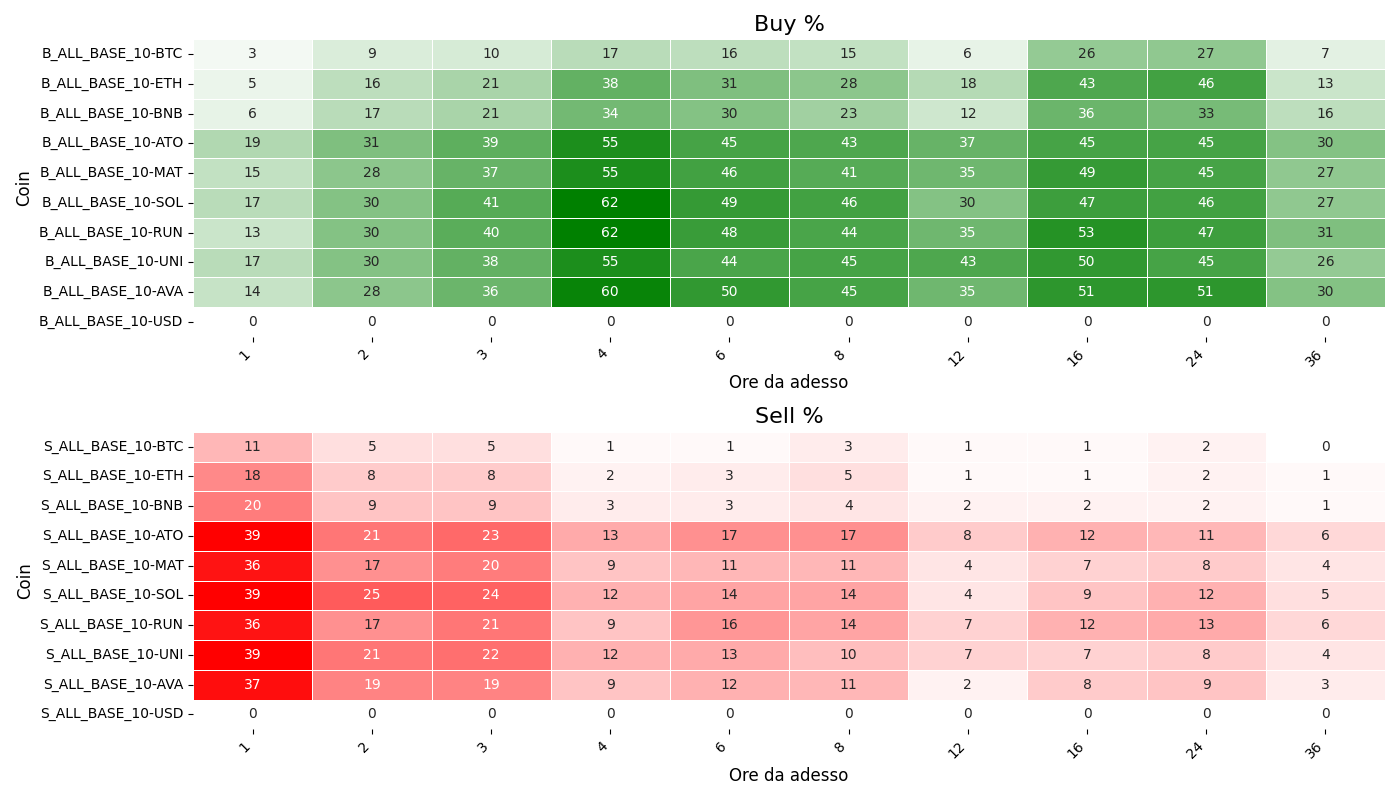 Buy %
Coin
B_ALL_BASE_10-BTC 3 9 10 17 16 15 6 26 27 7
B_ALL_BASE_10-ETH 5 16 21 38 31 28 18 43 46 13
B_ALL_BASE_10-BNB 6 17 21 34 30 23 12 36 33 16
B_ALL_BASE_10-ATO 19 31 39 55 45 43 37 45 45 30
B_ALL_BASE_10-MAT 15 28 37 55 46 41 35 49 45 27
B_ALL_BASE_10-SOL 17 30 41 62 49 46 30 47 46 27
B_ALL_BASE_10-RUN 13 30 40 62 48 44 35 53 47 31
B_ALL_BASE_10-UNI 17 30 38 55 44 45 43 50 45 26
B_ALL_BASE_10-AVA 14 28 36 60 50 45 35 51 51 30
B_ALL_BASE_10-USD 0 0 0 0 0 0 0 0 0 0
1 2 3 4 6 8 12 16 24 36
Ore da adesso
Sell %
Coin
S_ALL_BASE_10-BTC 11 5 5 1 1 3 1 1 2 0
S_ALL_BASE_10-ETH 18 8 8 2 3 5 1 1 2 1
S_ALL_BASE_10-BNB 20 9 9 3 3 4 2 2 2 1
S_ALL_BASE_10-ATO 39 21 23 13 17 17 8 12 11 6
S_ALL_BASE_10-MAT 36 17 20 9 11 11 4 7 8 4
S_ALL_BASE_10-SOL 39 25 24 12 14 14 4 9 12 5
S_ALL_BASE_10-RUN 36 17 21 9 16 14 7 12 13 6
S_ALL_BASE_10-UNI 39 21 22 12 13 10 7 7 8 4
S_ALL_BASE_10-AVA 37 19 19 9 12 11 2 8 9 3
S_ALL_BASE_10-USD 0 0 0 0 0 0 0 0 0 0
1 2 3 4 6 8 12 16 24 36
Ore da adesso